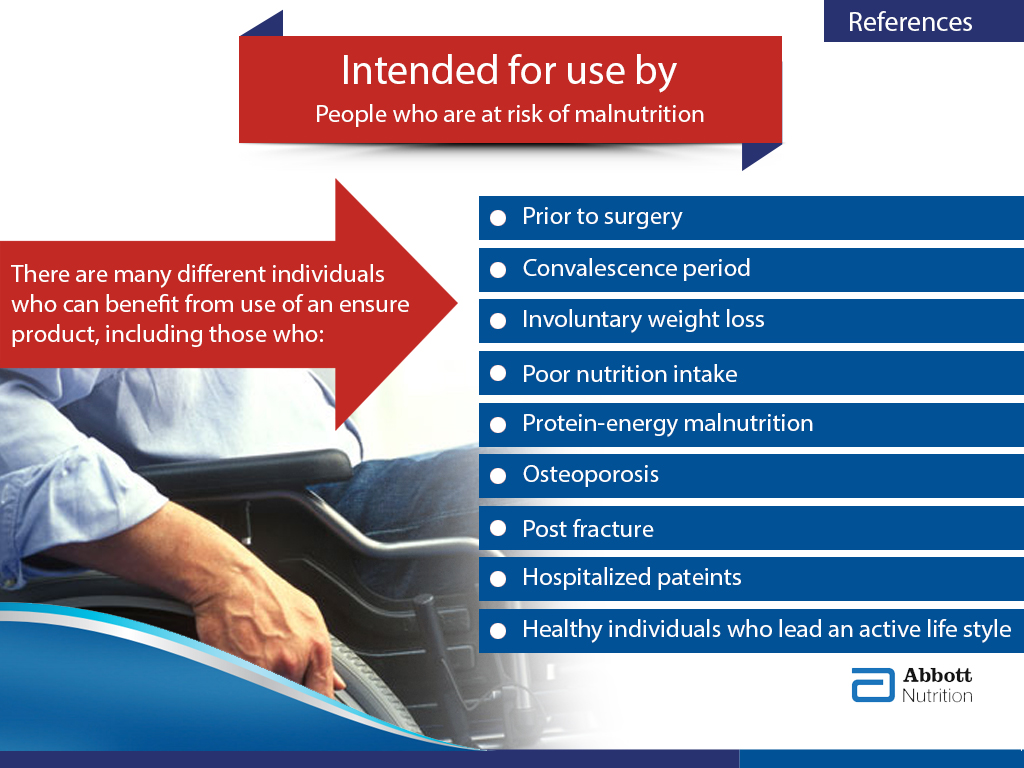 References
Intended for use by
People who are at risk of malnutrition
There are many different individuals
who can benefit from use of an ensure
product, including those who:
Prior to surgery
Convalescence period
Involuntary weight loss
Poor nutrition intake
Protein-energy malnutrition
Osteoporosis
Post fracture
Hospitalized pateints
Healthy individuals who lead an active life style
Abbott
Nutrition